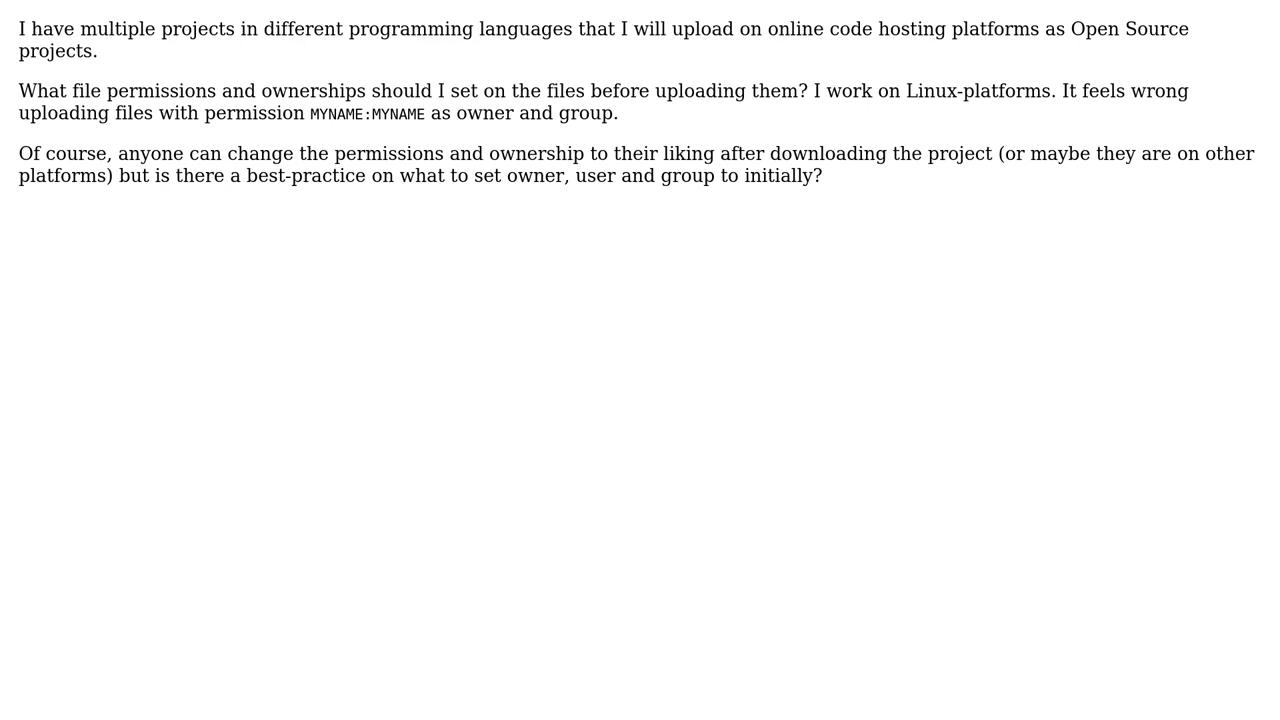 I have multiple projects in different programming languages that I will upload on online code hosting platforms as Open Source
projects.
What file permissions and ownerships should I set on the files before uploading them? I work on Linux-platforms. It feels wrong
uploading files with permission MYNAME:MYNAME as owner and group.
Of course, anyone can change the permissions and ownership to their liking after downloading the project (or maybe they are on other
platforms) but is there a best-practice on what to set owner, user and group to initially?